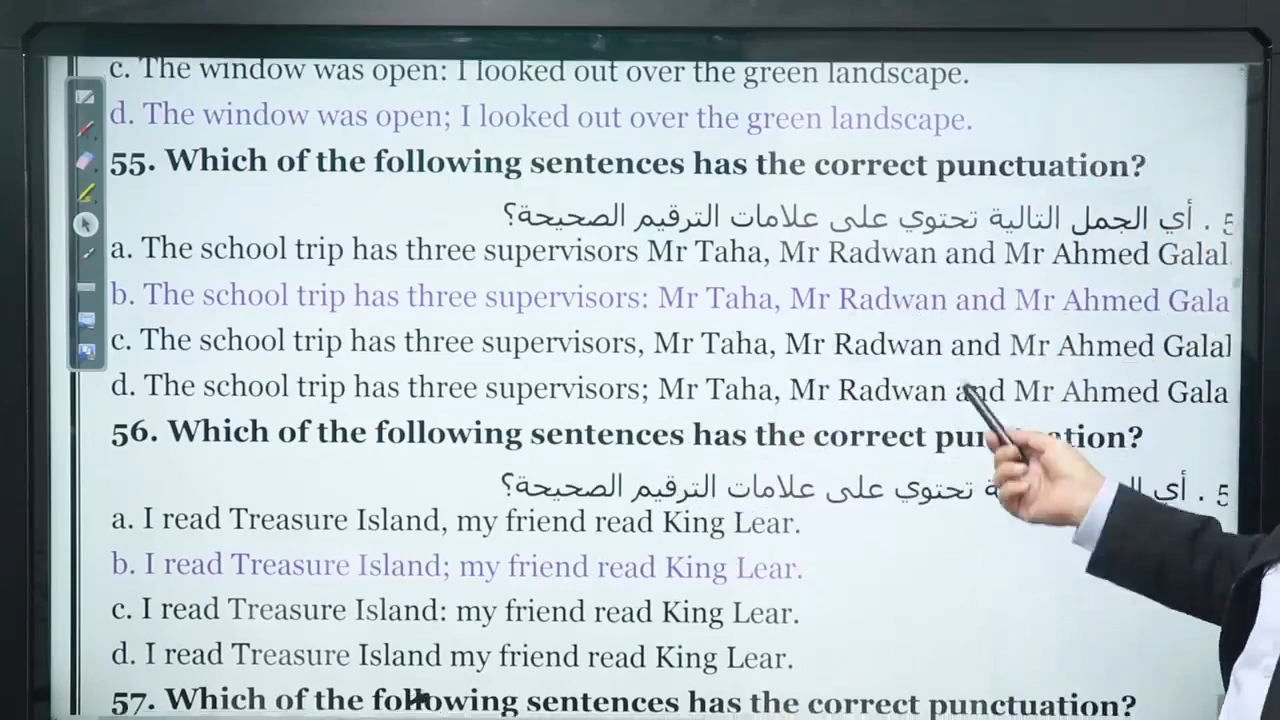 c. The window was open: I looked out over the green landscape.
d. The window was open; I looked out over the green landscape.
55. Which of the following sentences has the correct punctuation?
5 . أي الجمل التالية تحتوي على علامات الترقيم الصحيحة؟
a. The school trip has three supervisors Mr Taha, Mr Radwan and Mr Ahmed Galal
b. The school trip has three supervisors: Mr Taha, Mr Radwan and Mr Ahmed Gala
c. The school trip has three supervisors, Mr Taha, Mr Radwan and Mr Ahmed Galal
d. The school trip has three supervisors; Mr Taha, Mr Radwan and Mr Ahmed Gala
56. Which of the following sentences has the correct
5 . أي تحتوي على علامات الترقيم الصحيحة؟
a. I read Treasure Island, my friend read King Lear.
b. I read Treasure Island; my friend read King Lear.
c. I read Treasure Island: my friend read King Lear.
d. I read Treasure Island my friend read King Lear.
57. Which of the following sentences has the correct punctuation?